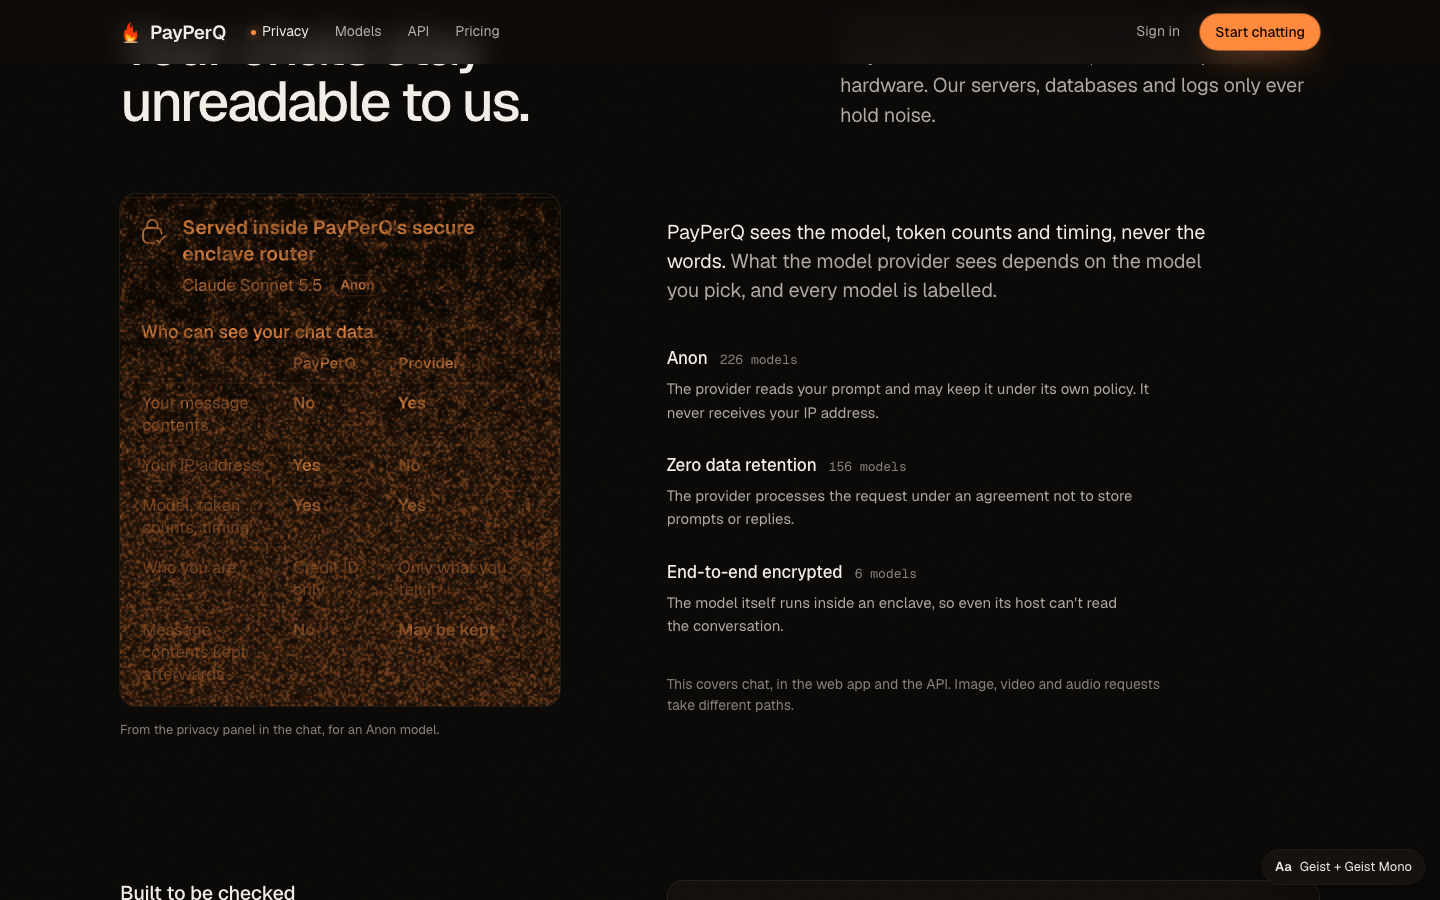 PayPerQ
Privacy
Models
API
Pricing
Sign in
Start chatting
unreadable to us.
hardware. Our servers, databases and logs only ever
hold noise.
Served inside PayPerQ's secure
enclave router
Claude Sonnet 5.5 Anon
Who can see your chat data
PayPerQ Provider
Your message
contents
No
Yes
Your IP address Yes No
Model, token
counts, timing
Yes
Yes
Who you are
Credit ID
only
Only what you
tell it
Message
contents kept
afterwards
No
May be kept
From the privacy panel in the chat, for an Anon model.
PayPerQ sees the model, token counts and timing, never the
words. What the model provider sees depends on the model
you pick, and every model is labelled.
Anon 226 models
The provider reads your prompt and may keep it under its own policy. It
never receives your IP address.
Zero data retention 156 models
The provider processes the request under an agreement not to store
prompts or replies.
End-to-end encrypted 6 models
The model itself runs inside an enclave, so even its host can't read
the conversation.
This covers chat, in the web app and the API. Image, video and audio requests
take different paths.
Built to be checked
Aa Geist + Geist Mono